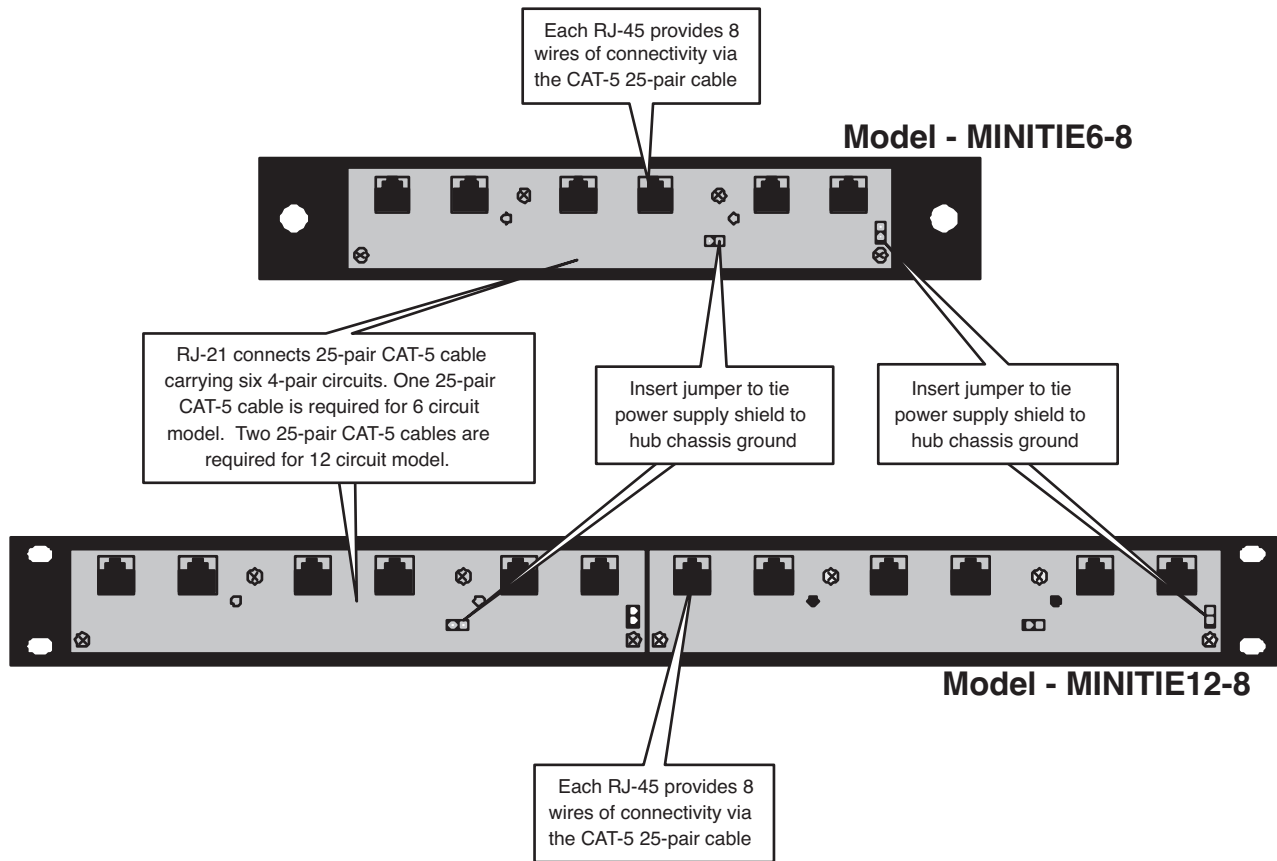 Each RJ-45 provides 8
wires of connectivity via
the CAT-5 25-pair cable
Model - MINITIE6-8
RJ-21 connects 25-pair CAT-5 cable
carrying six 4-pair circuits. One 25-pair
CAT-5 cable is required for 6 circuit
model. Two 25-pair CAT-5 cables are
required for 12 circuit model.
Insert jumper to tie
power supply shield to
hub chassis ground
Insert jumper to tie
power supply shield to
hub chassis ground
Model - MINITIE12-8
Each RJ-45 provides 8
wires of connectivity via
the CAT-5 25-pair cable